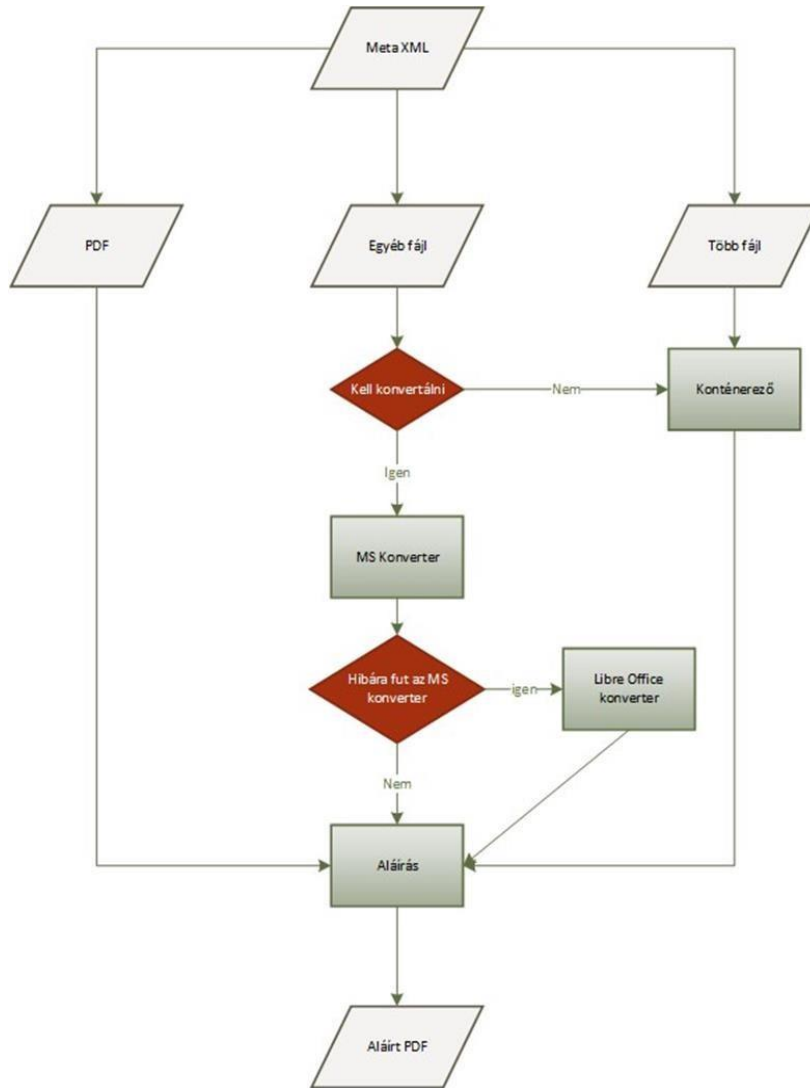 Meta XML
PDF
Egyéb fájl
Több fájl
Kell konvertálni
Nem
Konténerező
Igen
MS Konverter
Hibára fut az MS
konverter
igen
Libre Office
konverter
Nem
Aláírás
Aláírt PDF